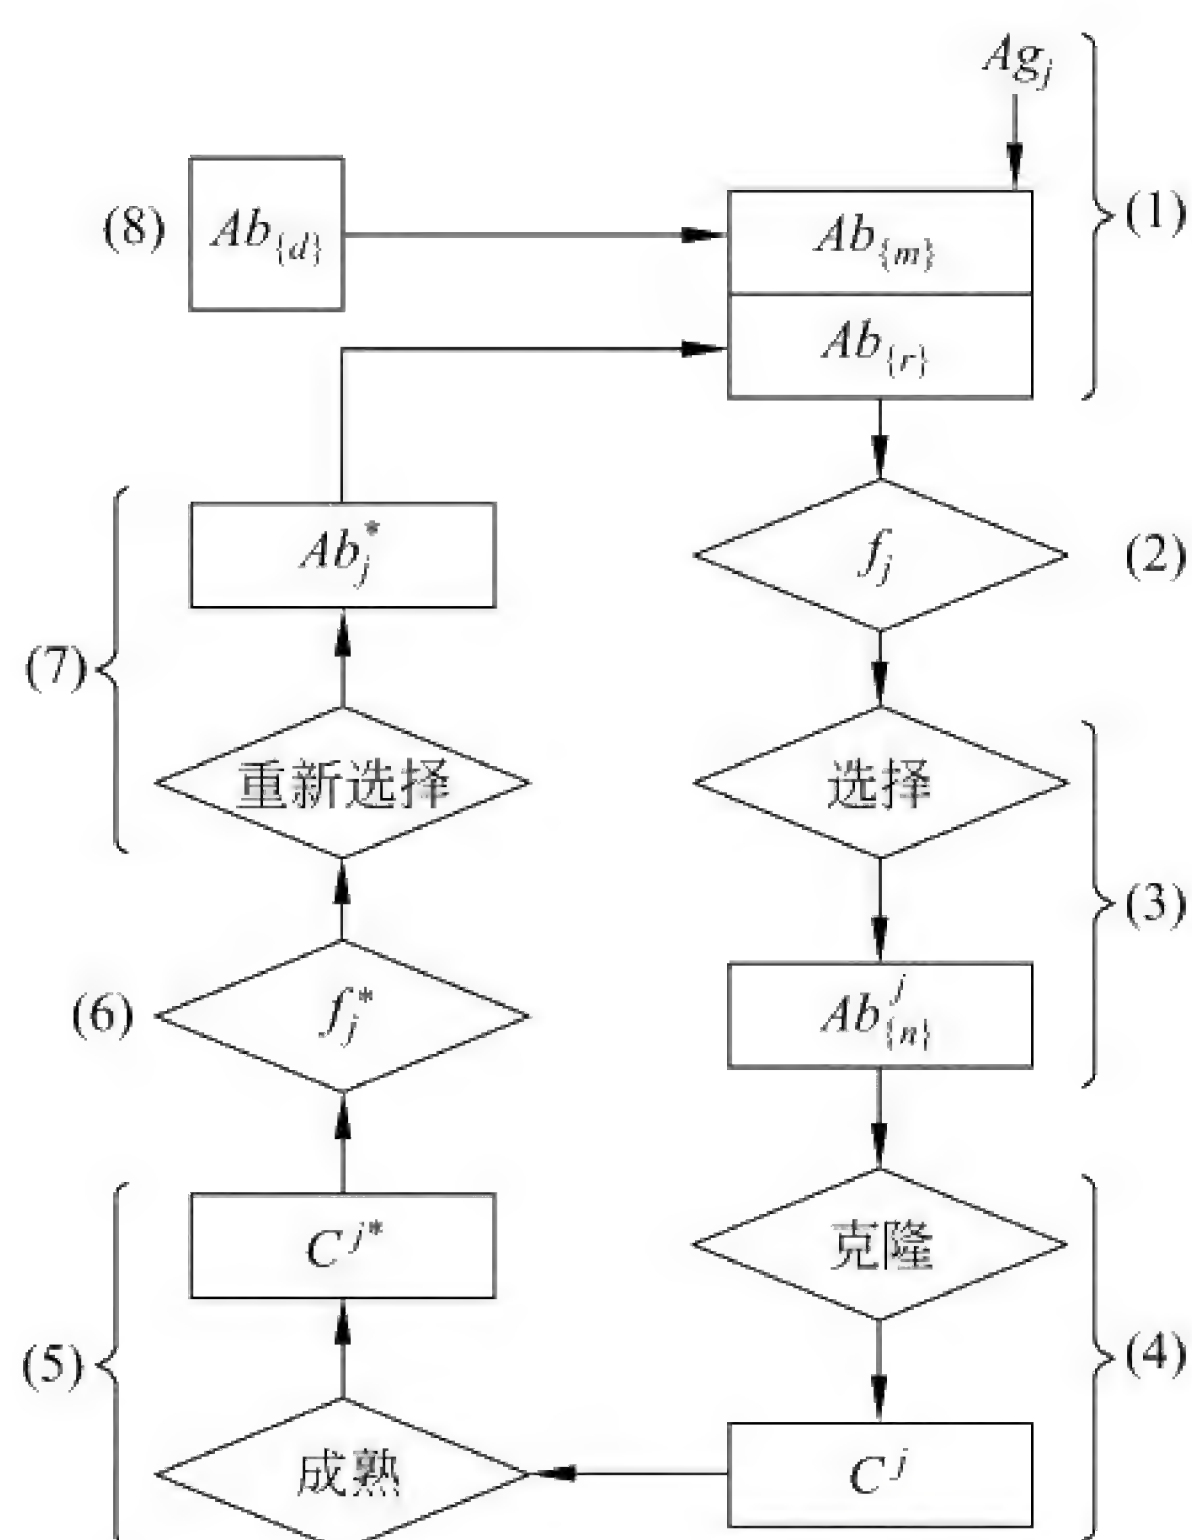 Ag_j
(8) Ab_{d} Ab_{m} (1)
Ab_{r}
Ab_j^*
f_j (2)
(7)
重新选择 选择
(3)
(6) f_j^* Ab_{n}^j
C^{j*} 克隆
(5) (4)
成熟 C^j